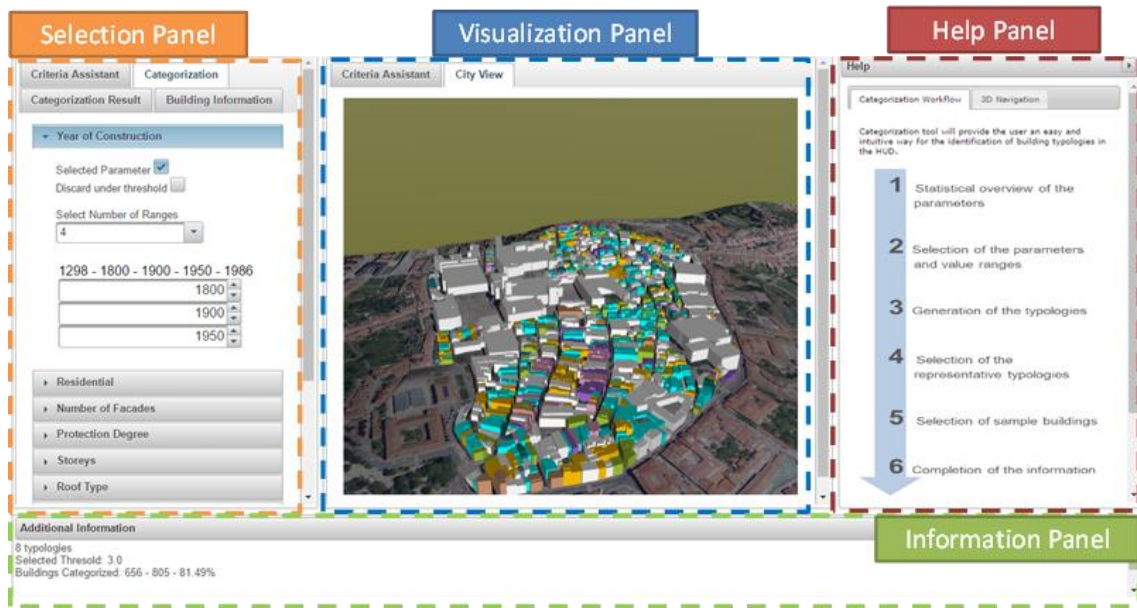 Selection Panel
Visualization Panel
Help Panel
Criteria Assistant
Categorization
Categorization Result
Building Information
Year of Construction
Selected Parameter
Discard under threshold
Select Number of Ranges
4
1298 - 1800 - 1900 - 1950 - 1986
1800
1900
1950
Residential
Number of Facades
Protection Degree
Storeys
Roof Type
Criteria Assistant
City View
Help
Categorization Workflow
3D Navigation
Categorization tool will provide the user an easy and
intuitive way for the identification of building typologies in
the HUD.
1 Statistical overview of the
parameters
2 Selection of the parameters
and value ranges
3 Generation of the typologies
4 Selection of the
representative typologies
5 Selection of sample buildings
6 Completion of the information
Additional Information
Information Panel
8 typologies
Selected Thresold: 3.0
Buildings Categorized: 656 - 805 - 81.49%